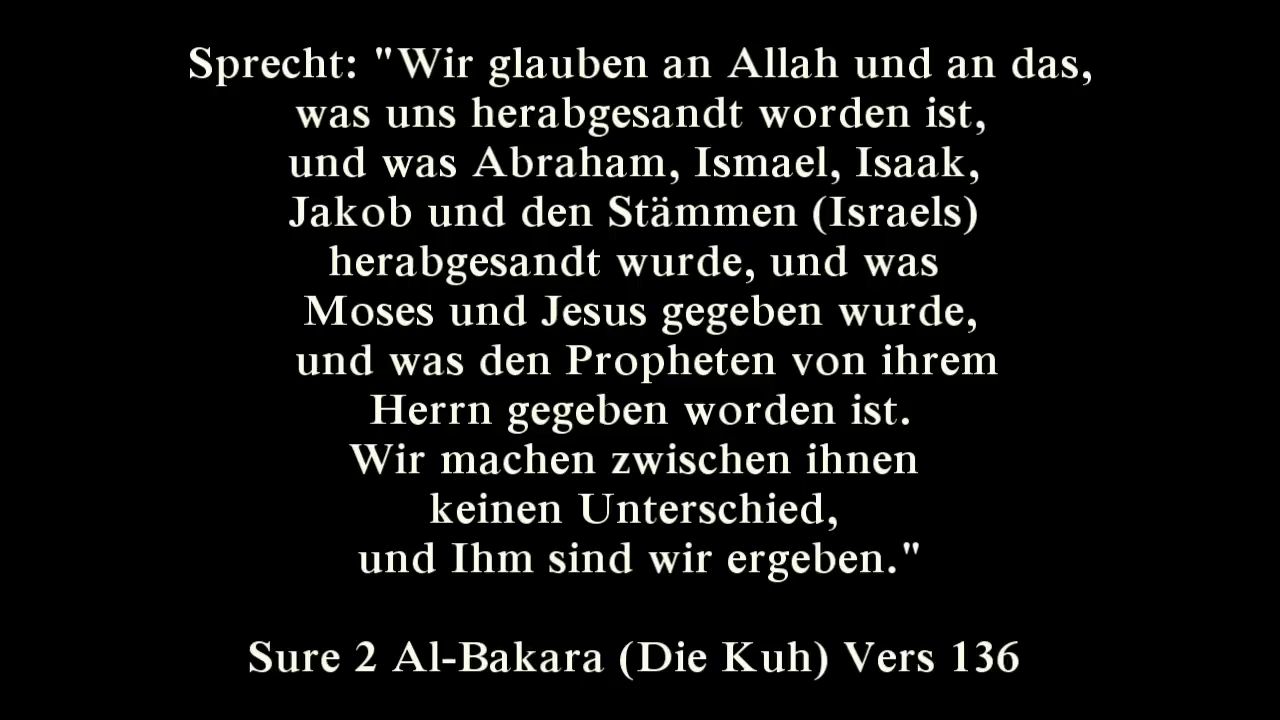 Sprecht: "Wir glauben an Allah und an das,
was uns herabgesandt worden ist,
und was Abraham, Ismael, Isaak,
Jakob und den Stämmen (Israels)
herabgesandt wurde, und was
Moses und Jesus gegeben wurde,
und was den Propheten von ihrem
Herrn gegeben worden ist.
Wir machen zwischen ihnen
keinen Unterschied,
und Ihm sind wir ergeben."
Sure 2 Al-Bakara (Die Kuh) Vers 136